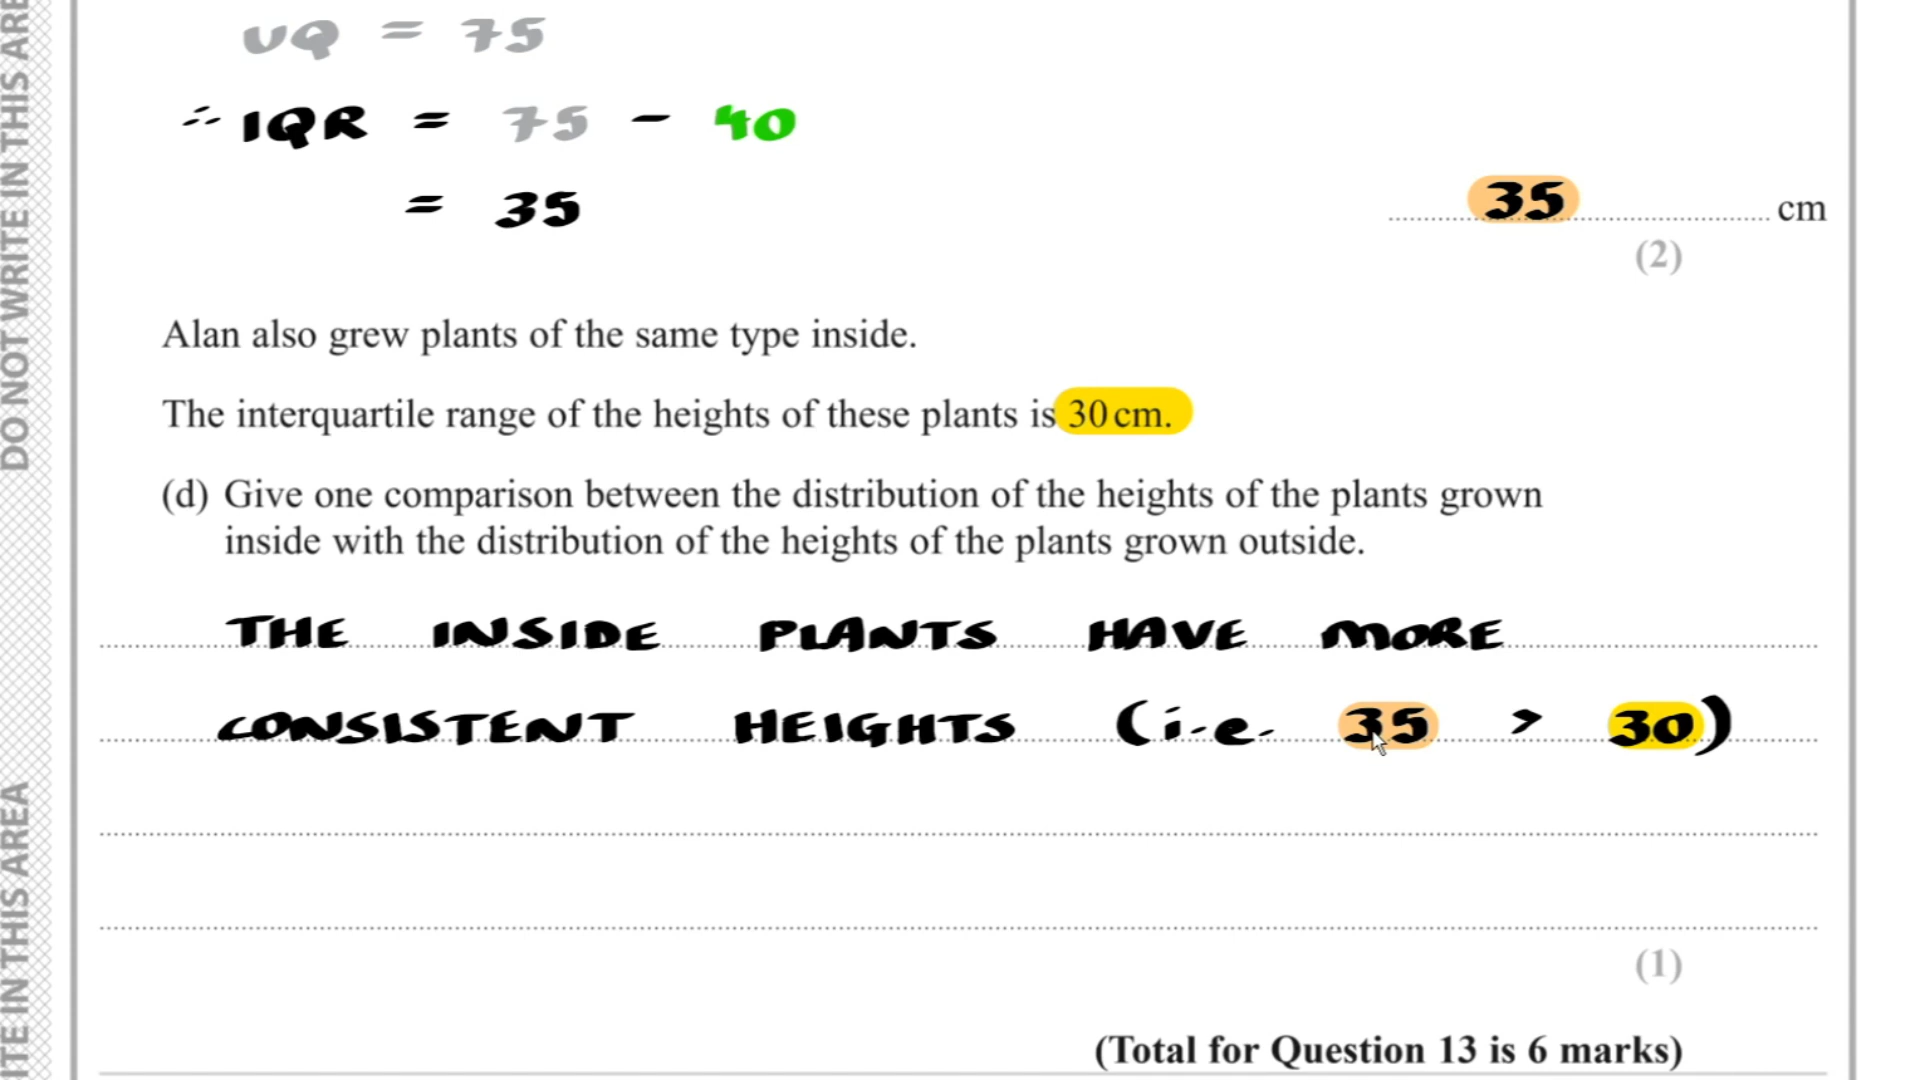 UQ = 75
∴ IQR = 75 - 40
= 35
35 cm
(2)
Alan also grew plants of the same type inside.
The interquartile range of the heights of these plants is 30 cm.
(d) Give one comparison between the distribution of the heights of the plants grown
inside with the distribution of the heights of the plants grown outside.
THE INSIDE PLANTS HAVE MORE
CONSISTENT HEIGHTS (i.e. 35 > 30)
(1)
(Total for Question 13 is 6 marks)
DO NOT WRITE IN THIS ARE
ITE IN THIS AREA